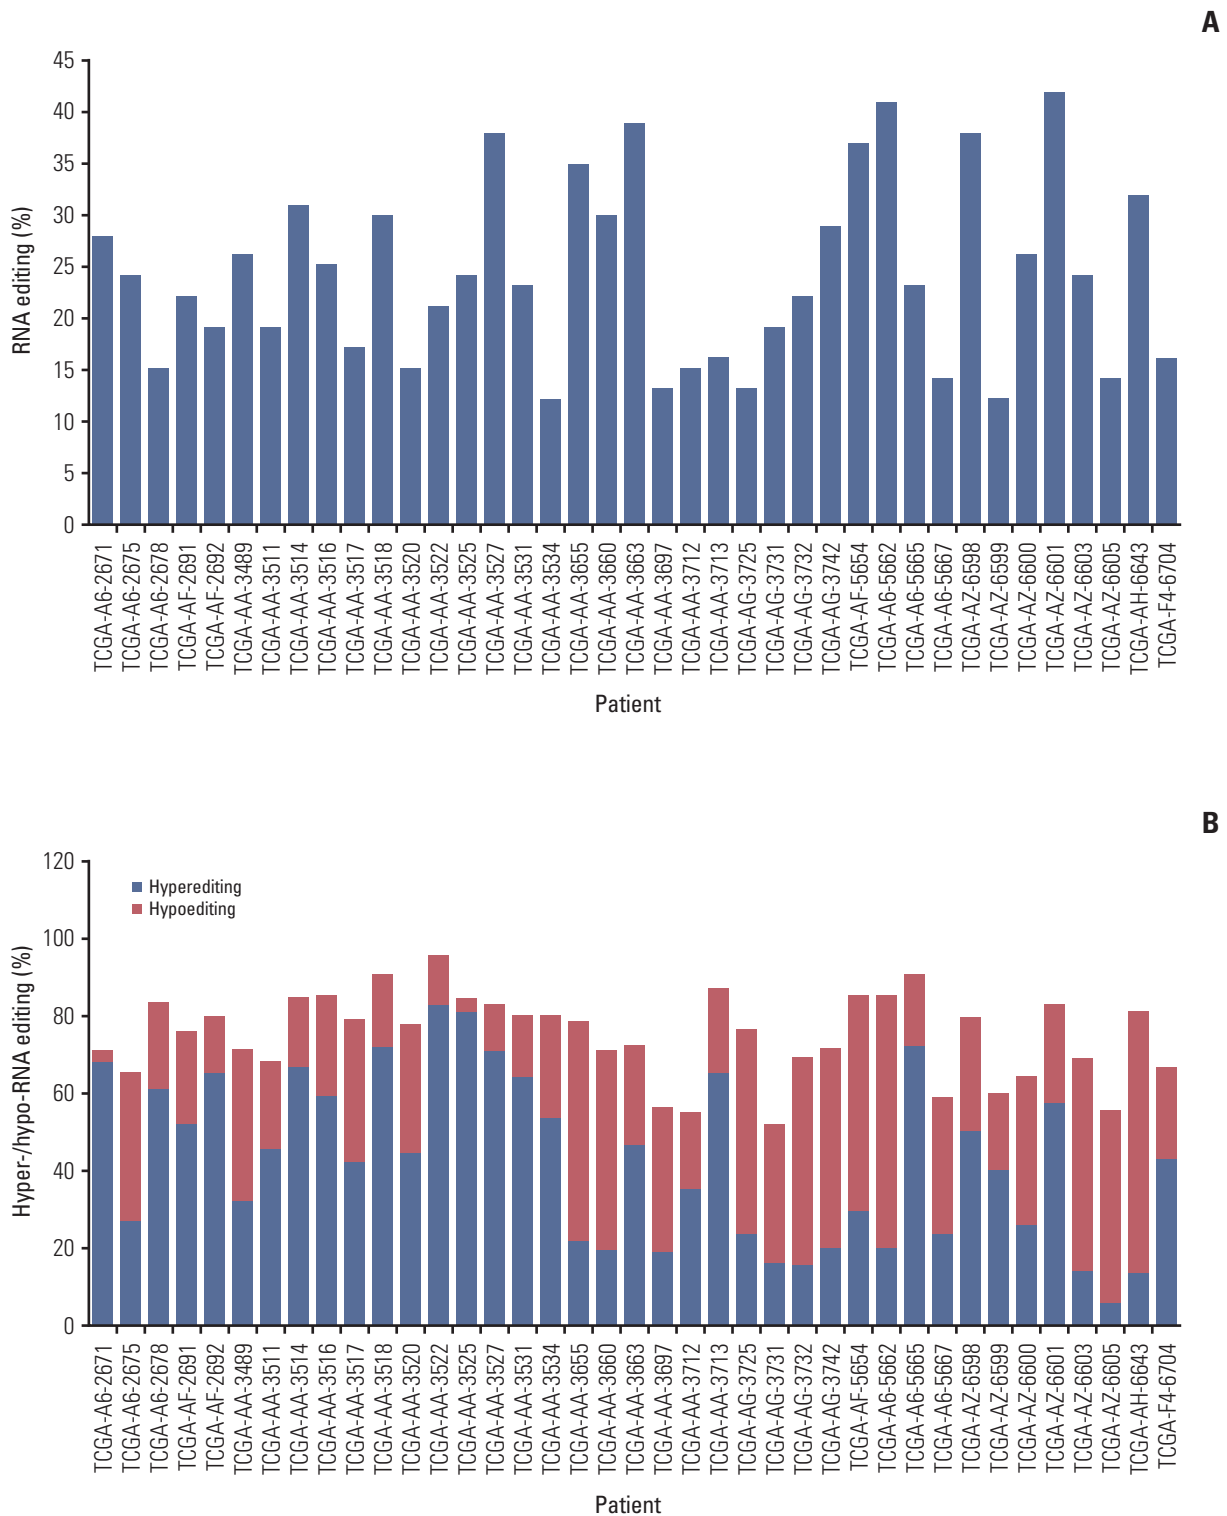 A
45
40
35
30
25
20
15
10
5
0
RNA editing (%)
TCGA-A6-2671
TCGA-A6-2675
TCGA-A6-2678
TCGA-AF-2691
TCGA-AF-2692
TCGA-AA-3489
TCGA-AA-3511
TCGA-AA-3514
TCGA-AA-3516
TCGA-AA-3517
TCGA-AA-3518
TCGA-AA-3520
TCGA-AA-3522
TCGA-AA-3525
TCGA-AA-3527
TCGA-AA-3531
TCGA-AA-3534
TCGA-AA-3655
TCGA-AA-3660
TCGA-AA-3663
TCGA-AA-3697
TCGA-AA-3712
TCGA-AA-3713
TCGA-AG-3725
TCGA-AG-3731
TCGA-AG-3732
TCGA-AG-3742
TCGA-AF-5654
TCGA-A6-5662
TCGA-A6-5665
TCGA-A6-5667
TCGA-AZ-6598
TCGA-AZ-6599
TCGA-AZ-6600
TCGA-AZ-6601
TCGA-AZ-6603
TCGA-AZ-6605
TCGA-AH-6643
TCGA-F4-6704
Patient
B
120
100
80
60
40
20
0
Hyper-/hypo-RNA editing (%)
Hyperediting
Hypoediting
TCGA-A6-2671
TCGA-A6-2675
TCGA-A6-2678
TCGA-AF-2691
TCGA-AF-2692
TCGA-AA-3489
TCGA-AA-3511
TCGA-AA-3514
TCGA-AA-3516
TCGA-AA-3517
TCGA-AA-3518
TCGA-AA-3520
TCGA-AA-3522
TCGA-AA-3525
TCGA-AA-3527
TCGA-AA-3531
TCGA-AA-3534
TCGA-AA-3655
TCGA-AA-3660
TCGA-AA-3663
TCGA-AA-3697
TCGA-AA-3712
TCGA-AA-3713
TCGA-AG-3725
TCGA-AG-3731
TCGA-AG-3732
TCGA-AG-3742
TCGA-AF-5654
TCGA-A6-5662
TCGA-A6-5665
TCGA-A6-5667
TCGA-AZ-6598
TCGA-AZ-6599
TCGA-AZ-6600
TCGA-AZ-6601
TCGA-AZ-6603
TCGA-AZ-6605
TCGA-AH-6643
TCGA-F4-6704
Patient